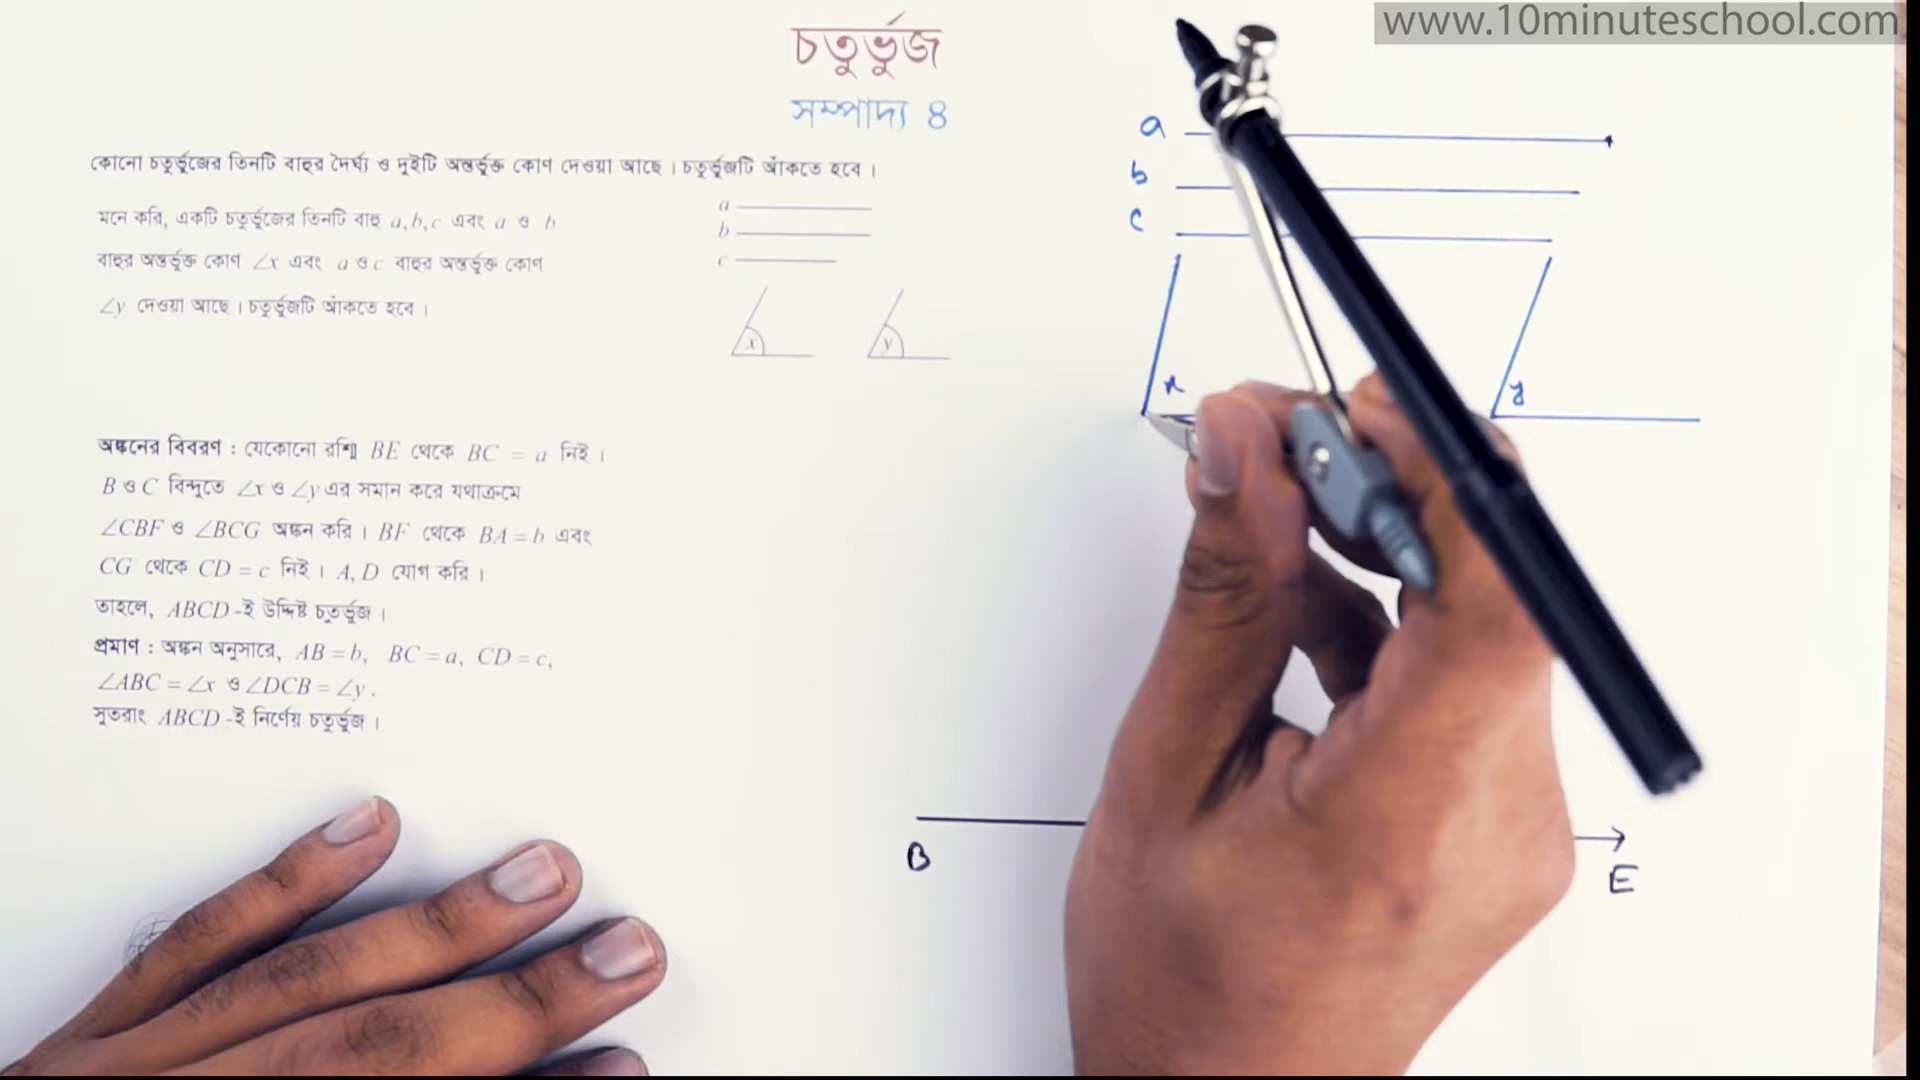 www.10minuteschool.com
চতুর্ভুজ
সম্পাদ্য ৪
কোনো চতুর্ভুজের তিনটি বাহুর দৈর্ঘ্য ও দুইটি অন্তর্ভুক্ত কোণ দেওয়া আছে। চতুর্ভুজটি আঁকতে হবে।
মনে করি, একটি চতুর্ভুজের তিনটি বাহু a, b, c এবং a ও b
বাহুর অন্তর্ভুক্ত কোণ ∠x এবং a ও c বাহুর অন্তর্ভুক্ত কোণ
∠y দেওয়া আছে। চতুর্ভুজটি আঁকতে হবে।
a
b
c
x y
অঙ্কনের বিবরণ : যেকোনো রশ্মি BE থেকে BC = a নিই।
B ও C বিন্দুতে ∠x ও ∠y এর সমান করে যথাক্রমে
∠CBF ও ∠BCG অঙ্কন করি। BF থেকে BA = b এবং
CG থেকে CD = c নিই। A, D যোগ করি।
তাহলে, ABCD -ই উদ্দিষ্ট চতুর্ভুজ।
প্রমাণ : অঙ্কন অনুসারে, AB = b, BC = a, CD = c,
∠ABC = ∠x ও ∠DCB = ∠y.
সুতরাং ABCD -ই নির্ণেয় চতুর্ভুজ।
a
b
c
x y
B E